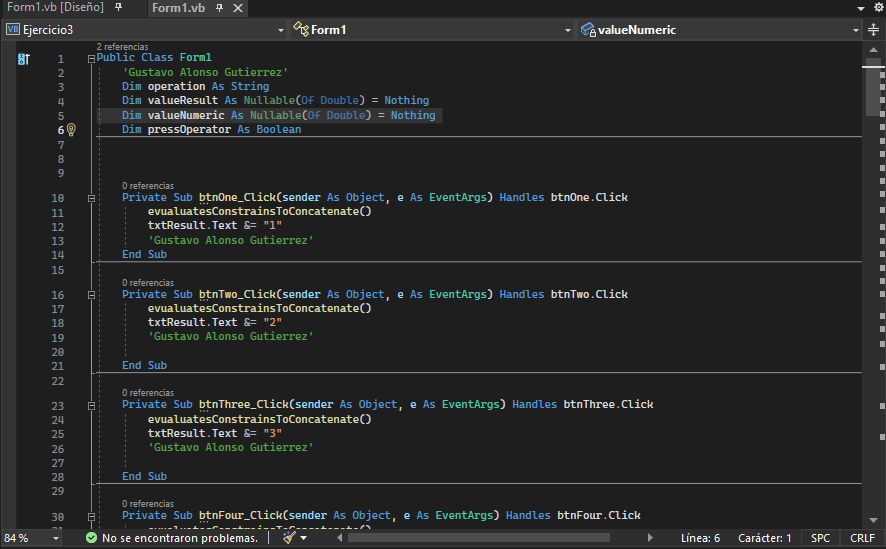 Form1.vb [Diseño] Form1.vb
VB Ejercicio3 Form1 valueNumeric
2 referencias
1 Public Class Form1
2 'Gustavo Alonso Gutierrez'
3 Dim operation As String
4 Dim valueResult As Nullable(Of Double) = Nothing
5 Dim valueNumeric As Nullable(Of Double) = Nothing
6 Dim pressOperator As Boolean
7
8
9
0 referencias
10 Private Sub btnOne_Click(sender As Object, e As EventArgs) Handles btnOne.Click
11 evualuatesConstrainsToConcatenate()
12 txtResult.Text &= "1"
13 'Gustavo Alonso Gutierrez'
14 End Sub
15
0 referencias
16 Private Sub btnTwo_Click(sender As Object, e As EventArgs) Handles btnTwo.Click
17 evualuatesConstrainsToConcatenate()
18 txtResult.Text &= "2"
19 'Gustavo Alonso Gutierrez'
20
21 End Sub
22
0 referencias
23 Private Sub btnThree_Click(sender As Object, e As EventArgs) Handles btnThree.Click
24 evualuatesConstrainsToConcatenate()
25 txtResult.Text &= "3"
26 'Gustavo Alonso Gutierrez'
27
28 End Sub
29
0 referencias
30 Private Sub btnFour_Click(sender As Object, e As EventArgs) Handles btnFour.Click
84 % No se encontraron problemas. Línea: 6 Carácter: 1 SPC CRLF